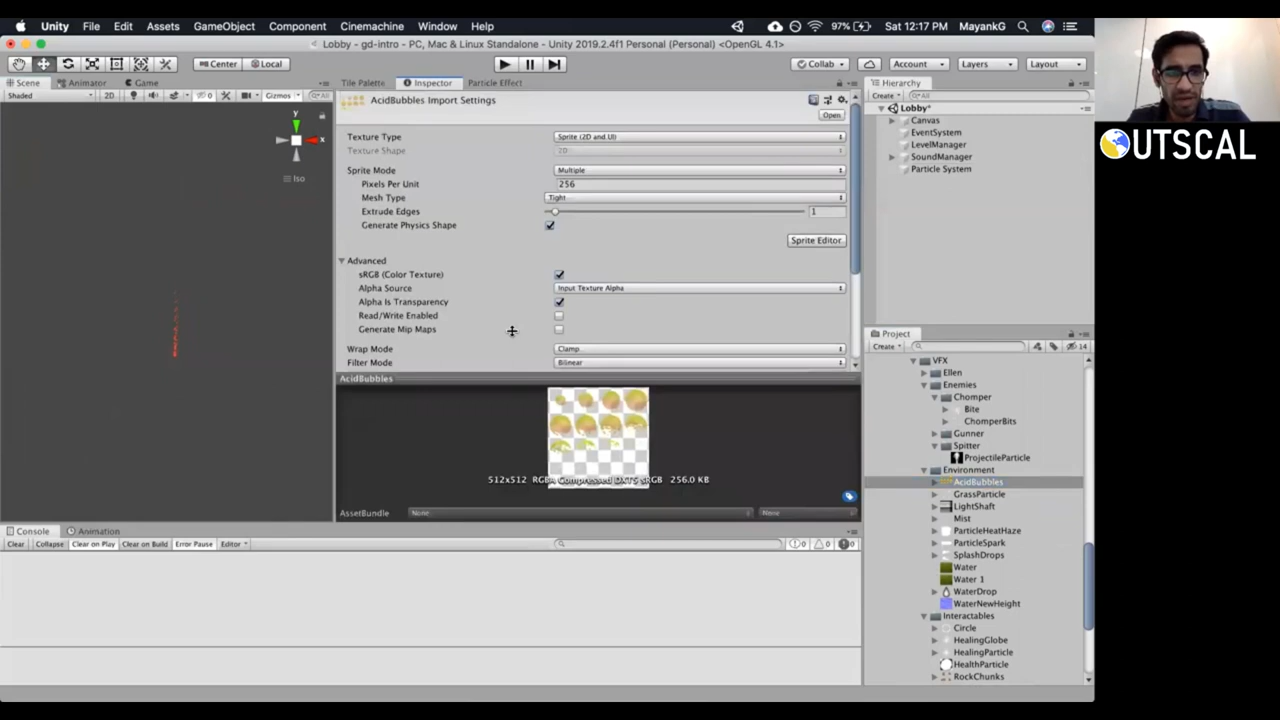 Unity File Edit Assets GameObject Component Cinemachine Window Help 97% Sat 12:17 PM MayankG
Lobby - gd-intro - PC, Mac & Linux Standalone - Unity 2019.2.4f1 Personal (Personal) <OpenGL 4.1>
Center Local Collab Account Layers Layout
Scene Animator Game
Shaded 2D 0 Gizmos All
y
x
Iso
Tile Palette Inspector Particle Effect
AcidBubbles Import Settings
Open
Texture Type Sprite (2D and UI)
Texture Shape 2D
Sprite Mode Multiple
Pixels Per Unit 256
Mesh Type Tight
Extrude Edges 1
Generate Physics Shape
Sprite Editor
Advanced
sRGB (Color Texture)
Alpha Source Input Texture Alpha
Alpha Is Transparency
Read/Write Enabled
Generate Mip Maps
Wrap Mode Clamp
Filter Mode Bilinear
AcidBubbles
512x512 RGBA Compressed DXT5 sRGB 256.0 KB
AssetBundle None None
Console Animation
Clear Collapse Clear on Play Clear on Build Error Pause Editor 0 0 0
Hierarchy
Create All
Lobby*
Canvas
EventSystem
LevelManager
SoundManager
Particle System
Project
Create 14
VFX
Ellen
Enemies
Chomper
Bite
ChomperBits
Gunner
Spitter
ProjectileParticle
Environment
AcidBubbles
GrassParticle
LightShaft
Mist
ParticleHeatHaze
ParticleSpark
SplashDrops
Water
Water 1
WaterDrop
WaterNewHeight
Interactables
Circle
HealingGlobe
HealingParticle
HealthParticle
RockChunks
OUTSCAL